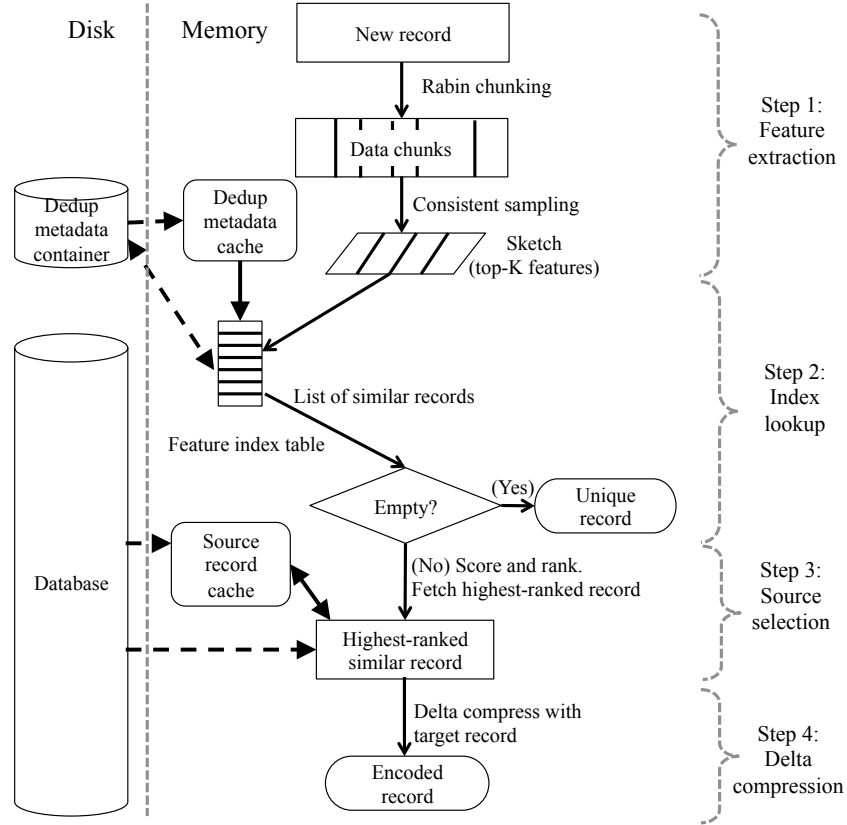 Disk
Memory
New record
Rabin chunking
Step 1:
Feature
extraction
Data chunks
Dedup
metadata
container
Dedup
metadata
cache
Consistent sampling
Sketch
(top-K features)
Step 2:
Index
lookup
List of similar records
Feature index table
Empty?
(Yes)
Unique
record
Database
Source
record
cache
(No) Score and rank.
Fetch highest-ranked record
Step 3:
Source
selection
Highest-ranked
similar record
Delta compress with
target record
Step 4:
Delta
compression
Encoded
record